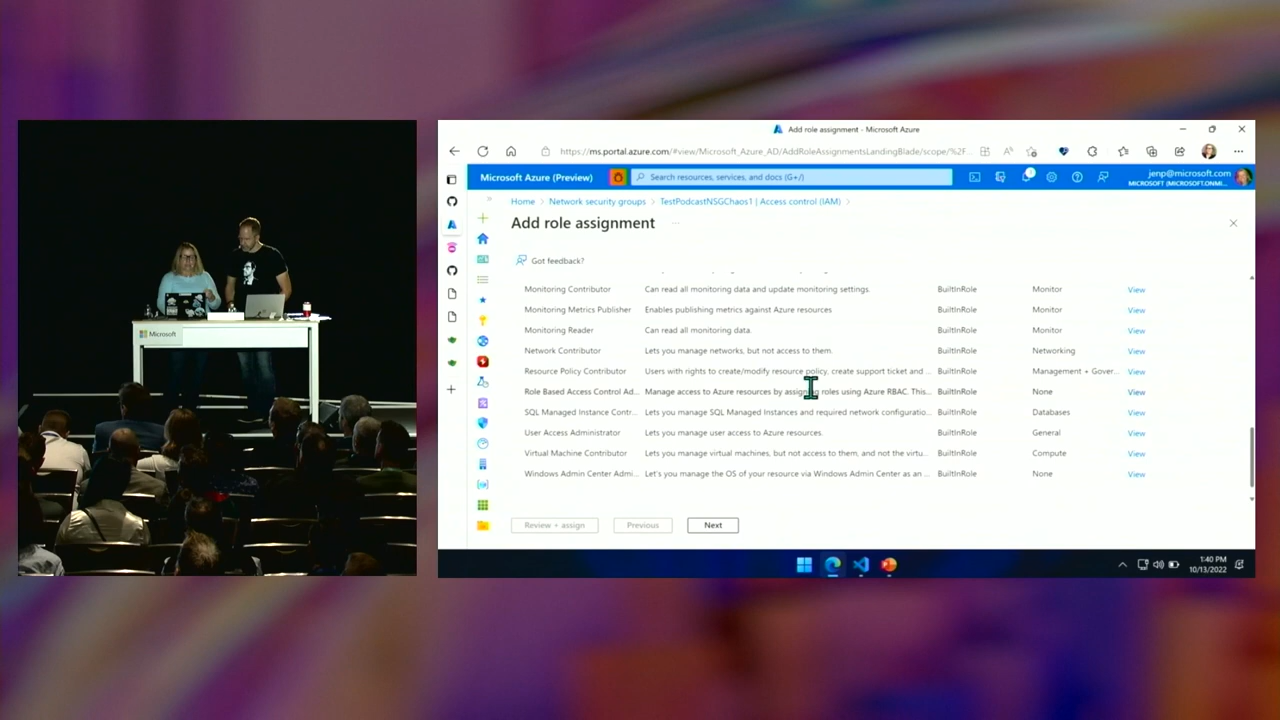 Microsoft
Add role assignment - Microsoft Azure
https://ms.portal.azure.com/#view/Microsoft_Azure_AD/AddRoleAssignmentsLandingBlade/scope/%2F...
Microsoft Azure (Preview)
Search resources, services, and docs (G+/)
1
jenp@microsoft.com
MICROSOFT (MICROSOFT.ONMI...
Home > Network security groups > TestPodcastNSGChaos1 | Access control (IAM) >
Add role assignment ...
Got feedback?
Monitoring Contributor Can read all monitoring data and update monitoring settings. BuiltInRole Monitor View
Monitoring Metrics Publisher Enables publishing metrics against Azure resources BuiltInRole Monitor View
Monitoring Reader Can read all monitoring data. BuiltInRole Monitor View
Network Contributor Lets you manage networks, but not access to them. BuiltInRole Networking View
Resource Policy Contributor Users with rights to create/modify resource policy, create support ticket and ... BuiltInRole Management + Gover... View
Role Based Access Control Ad... Manage access to Azure resources by assigning roles using Azure RBAC. This... BuiltInRole None View
SQL Managed Instance Contr... Lets you manage SQL Managed Instances and required network configuratio... BuiltInRole Databases View
User Access Administrator Lets you manage user access to Azure resources. BuiltInRole General View
Virtual Machine Contributor Lets you manage virtual machines, but not access to them, and not the virtu... BuiltInRole Compute View
Windows Admin Center Admi... Let's you manage the OS of your resource via Windows Admin Center as an ... BuiltInRole None View
Review + assign Previous Next
1:40 PM
10/13/2022